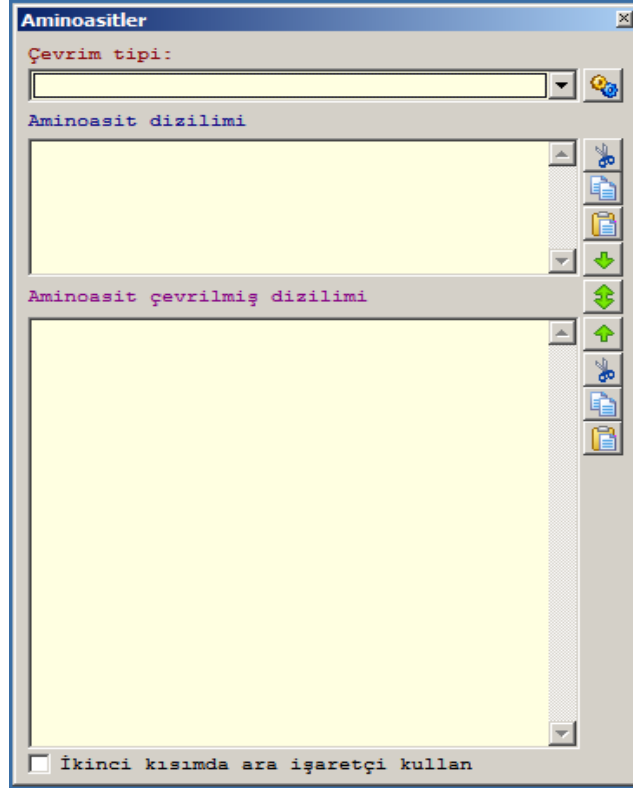 Aminoasitler
Çevrim tipi:
Aminoasit dizilimi
Aminoasit çevrilmiş dizilimi
İkinci kısımda ara işaretçi kullan